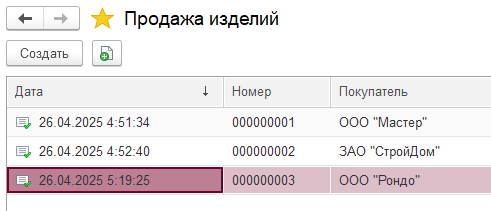 Продажа изделий
Создать
Дата ↓ Номер Покупатель
26.04.2025 4:51:34 000000001 ООО "Мастер"
26.04.2025 4:52:40 000000002 ЗАО "СтройДом"
26.04.2025 5:19:25 000000003 ООО "Рондо"